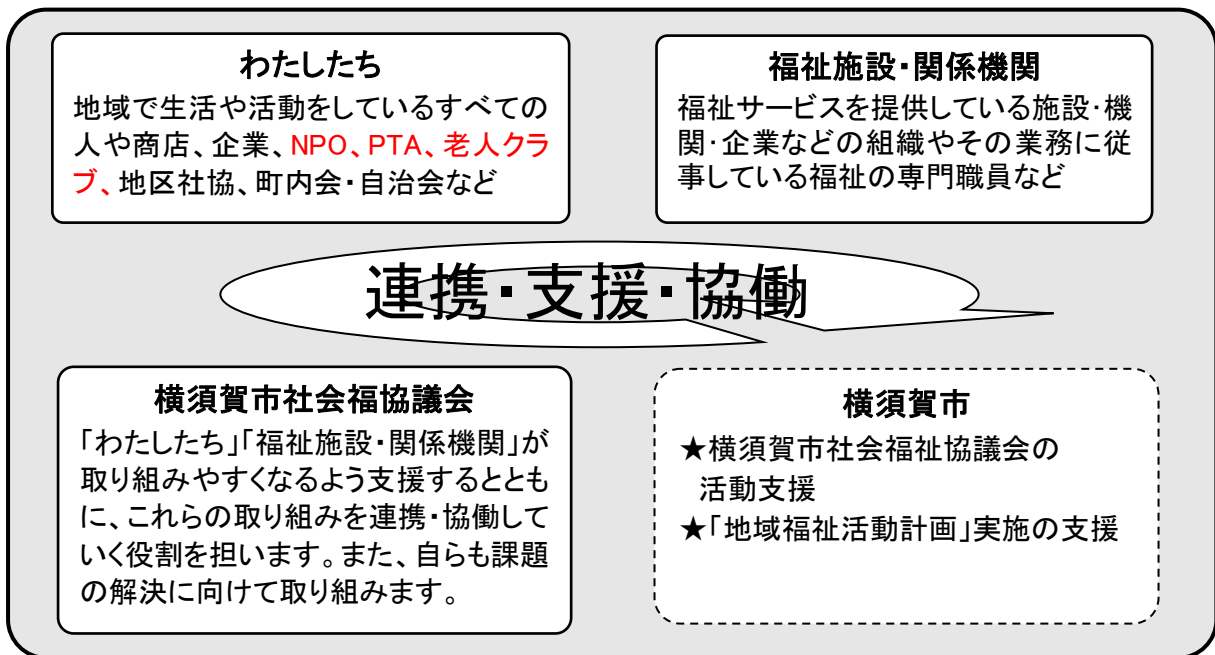 わたしたち
地域で生活や活動をしているすべての
人や商店、企業、NPO、PTA、老人クラ
ブ、地区社協、町内会・自治会など
福祉施設・関係機関
福祉サービスを提供している施設・機
関・企業などの組織やその業務に従
事している福祉の専門職員など
連携・支援・協働
横須賀市社会福協議会
「わたしたち」「福祉施設・関係機関」が
取り組みやすくなるよう支援するととも
に、これらの取り組みを連携・協働して
いく役割を担います。また、自らも課題
の解決に向けて取り組みます。
横須賀市
★横須賀市社会福祉協議会の
活動支援
★「地域福祉活動計画」実施の支援